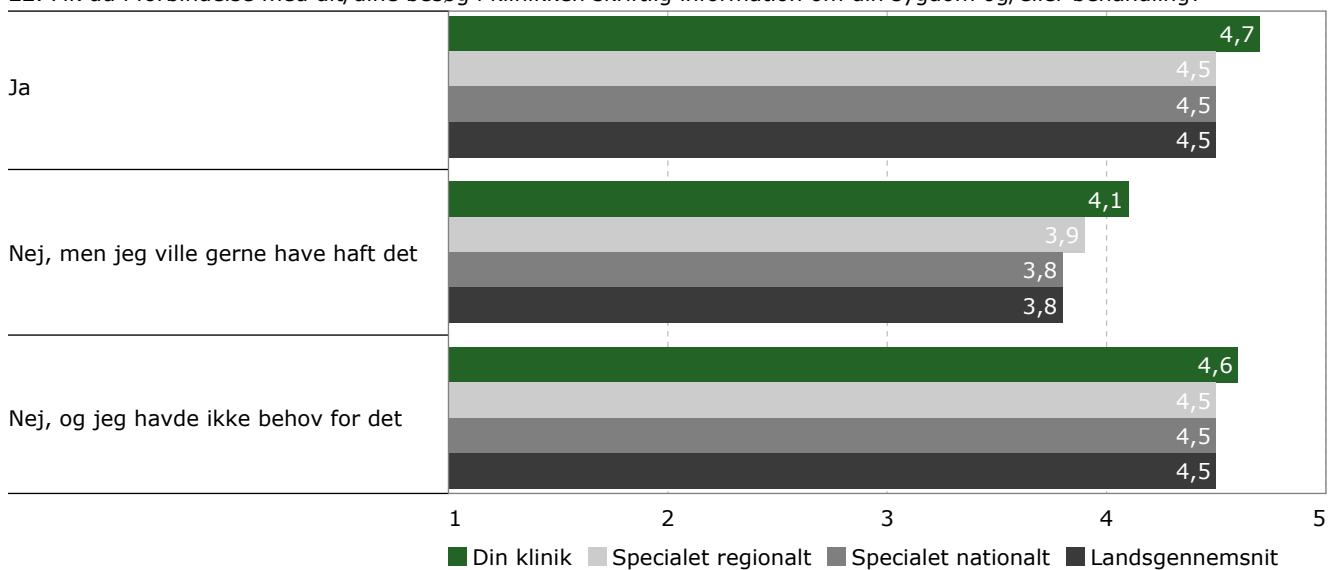 Ja
4,7
4,5
4,5
4,5
Nej, men jeg ville gerne have haft det
4,1
3,9
3,8
3,8
Nej, og jeg havde ikke behov for det
4,6
4,5
4,5
4,5
1 2 3 4 5
Din klinik Specialet regionalt Specialet nationalt Landsgennemsnit